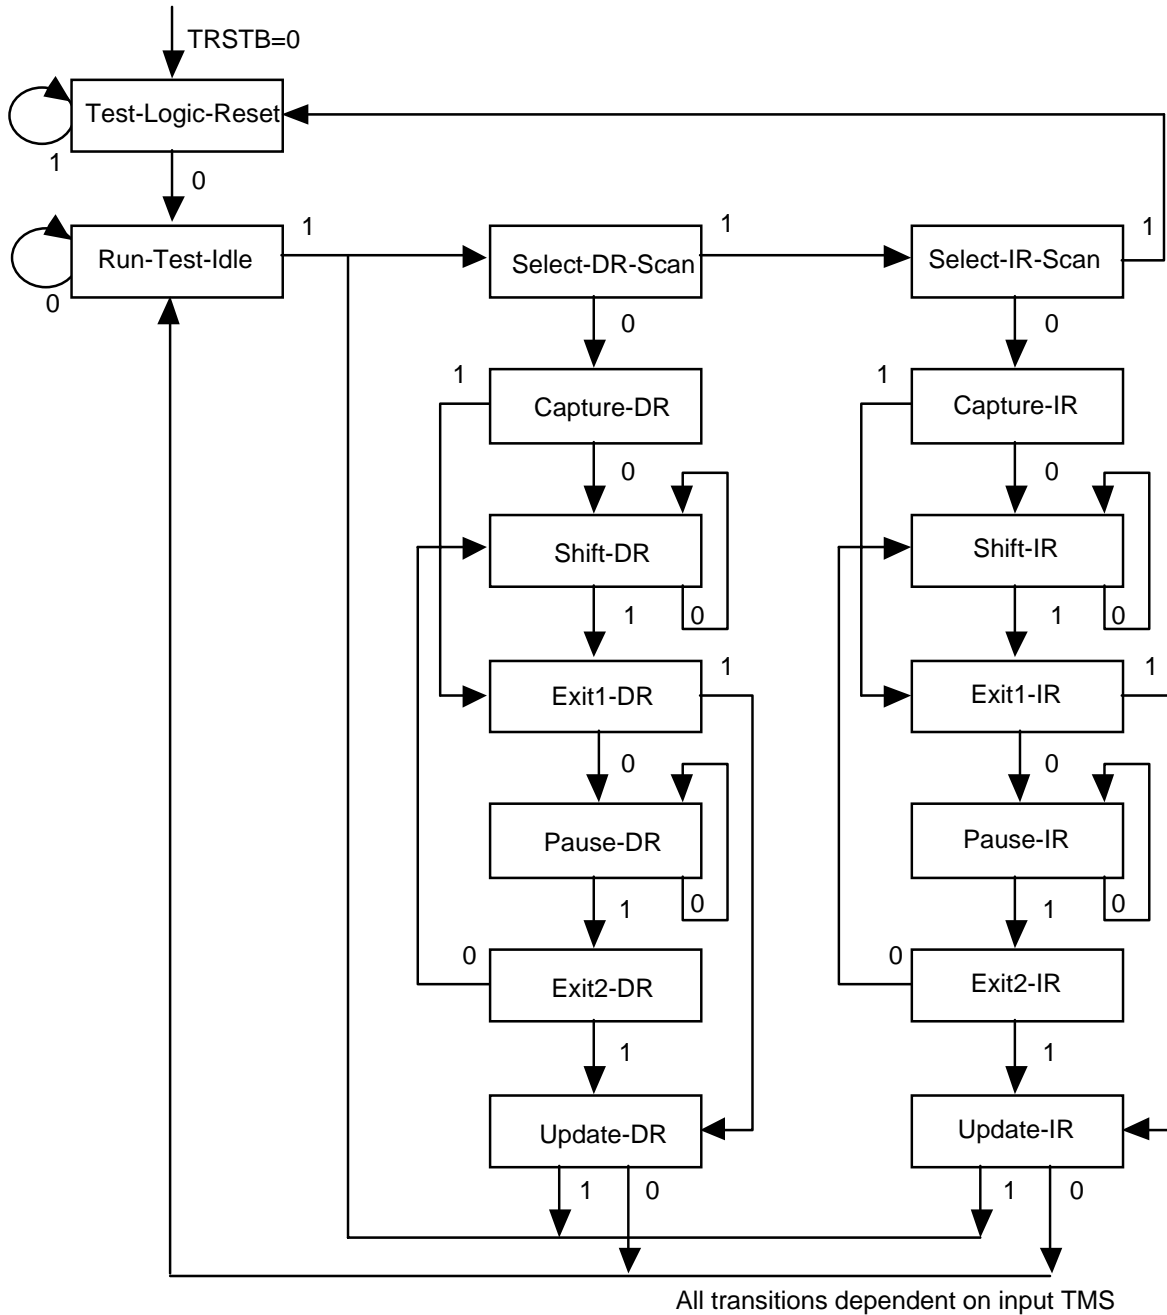 TRSTB=0
Test-Logic-Reset
1
0
Run-Test-Idle
1
0
Select-DR-Scan
1
Select-IR-Scan
1
0
0
1
Capture-DR
1
Capture-IR
0
0
Shift-DR
Shift-IR
1
0
1
0
Exit1-DR
1
Exit1-IR
1
0
0
Pause-DR
Pause-IR
1
0
1
0
0
Exit2-DR
0
Exit2-IR
1
1
Update-DR
Update-IR
1
0
1
0
All transitions dependent on input TMS